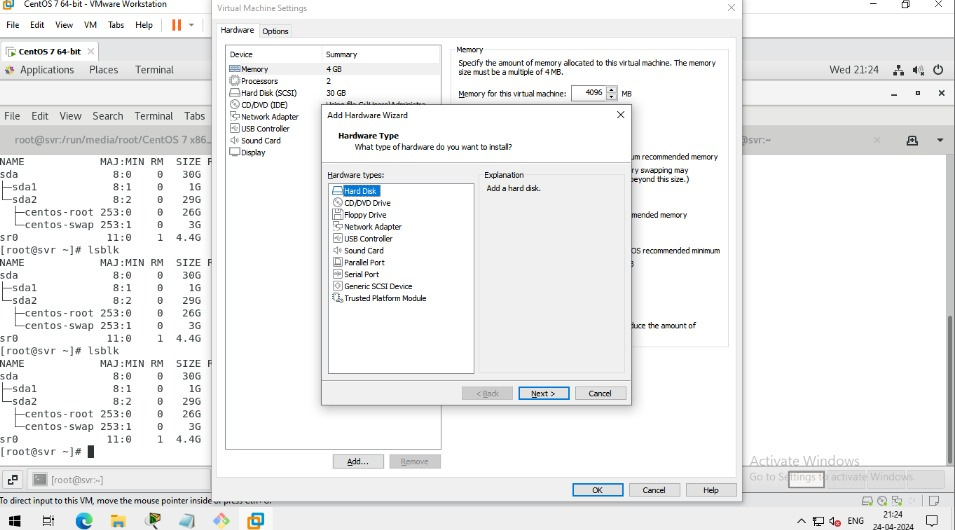 CentOS 7 64-bit - VMware Workstation
File Edit View VM Tabs Help
CentOS 7 64-bit
Applications Places Terminal
Wed 21:24
File Edit View Search Terminal Tabs
root@svr:/run/media/root/CentOS 7 x86...
@svr:~
NAME MAJ:MIN RM SIZE
sda 8:0 0 30G
├─sda1 8:1 0 1G
└─sda2 8:2 0 29G
├─centos-root 253:0 0 26G
└─centos-swap 253:1 0 3G
sr0 11:0 1 4.4G
[root@svr ~]# lsblk
NAME MAJ:MIN RM SIZE
sda 8:0 0 30G
├─sda1 8:1 0 1G
└─sda2 8:2 0 29G
├─centos-root 253:0 0 26G
└─centos-swap 253:1 0 3G
sr0 11:0 1 4.4G
[root@svr ~]# lsblk
NAME MAJ:MIN RM SIZE
sda 8:0 0 30G
├─sda1 8:1 0 1G
└─sda2 8:2 0 29G
├─centos-root 253:0 0 26G
└─centos-swap 253:1 0 3G
sr0 11:0 1 4.4G
[root@svr ~]#
[root@svr:~]
To direct input to this VM, move the mouse pointer inside or press Ctrl+G.
Virtual Machine Settings
Hardware Options
Device Summary
Memory 4 GB
Processors 2
Hard Disk (SCSI) 30 GB
CD/DVD (IDE)
Network Adapter
USB Controller
Sound Card
Display
Add... Remove
Memory
Specify the amount of memory allocated to this virtual machine. The memory
size must be a multiple of 4 MB.
Memory for this virtual machine: 4096 MB
um recommended memory
ry swapping may
beyond this size.)
mended memory
OS recommended minimum
duce the amount of
Add Hardware Wizard
Hardware Type
What type of hardware do you want to install?
Hardware types:
Hard Disk
CD/DVD Drive
Floppy Drive
Network Adapter
USB Controller
Sound Card
Parallel Port
Serial Port
Generic SCSI Device
Trusted Platform Module
Explanation
Add a hard disk.
< Back Next > Cancel
OK Cancel Help
Activate Windows
Go to Settings to activate Windows.
ENG
21:24
24-04-2024